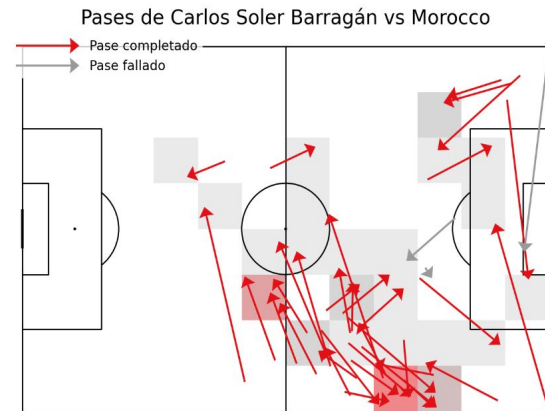 Pases de Carlos Soler Barragán vs Morocco
Pase completado
Pase fallado